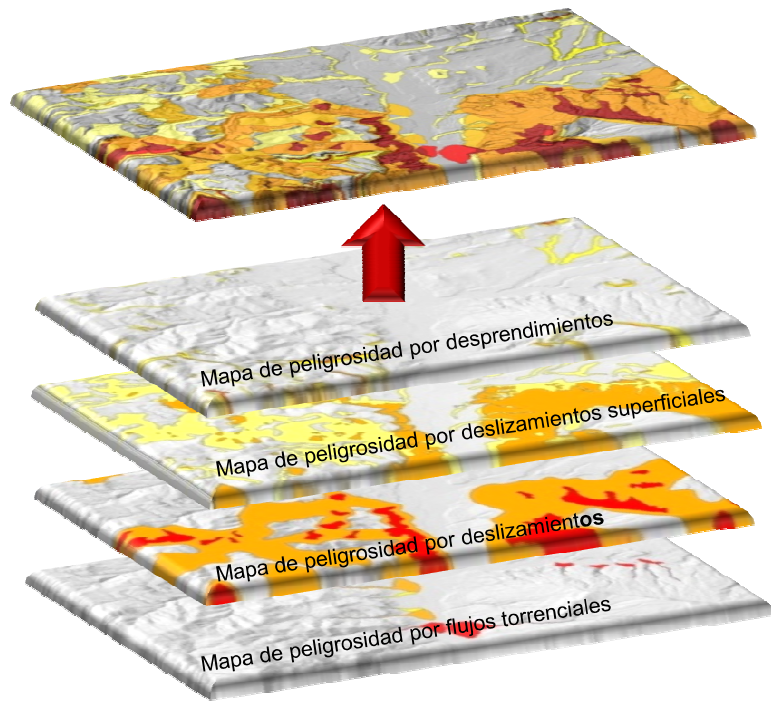 Mapa de peligrosidad por desprendimientos
Mapa de peligrosidad por deslizamientos superficiales
Mapa de peligrosidad por deslizamientos
Mapa de peligrosidad por flujos torrenciales